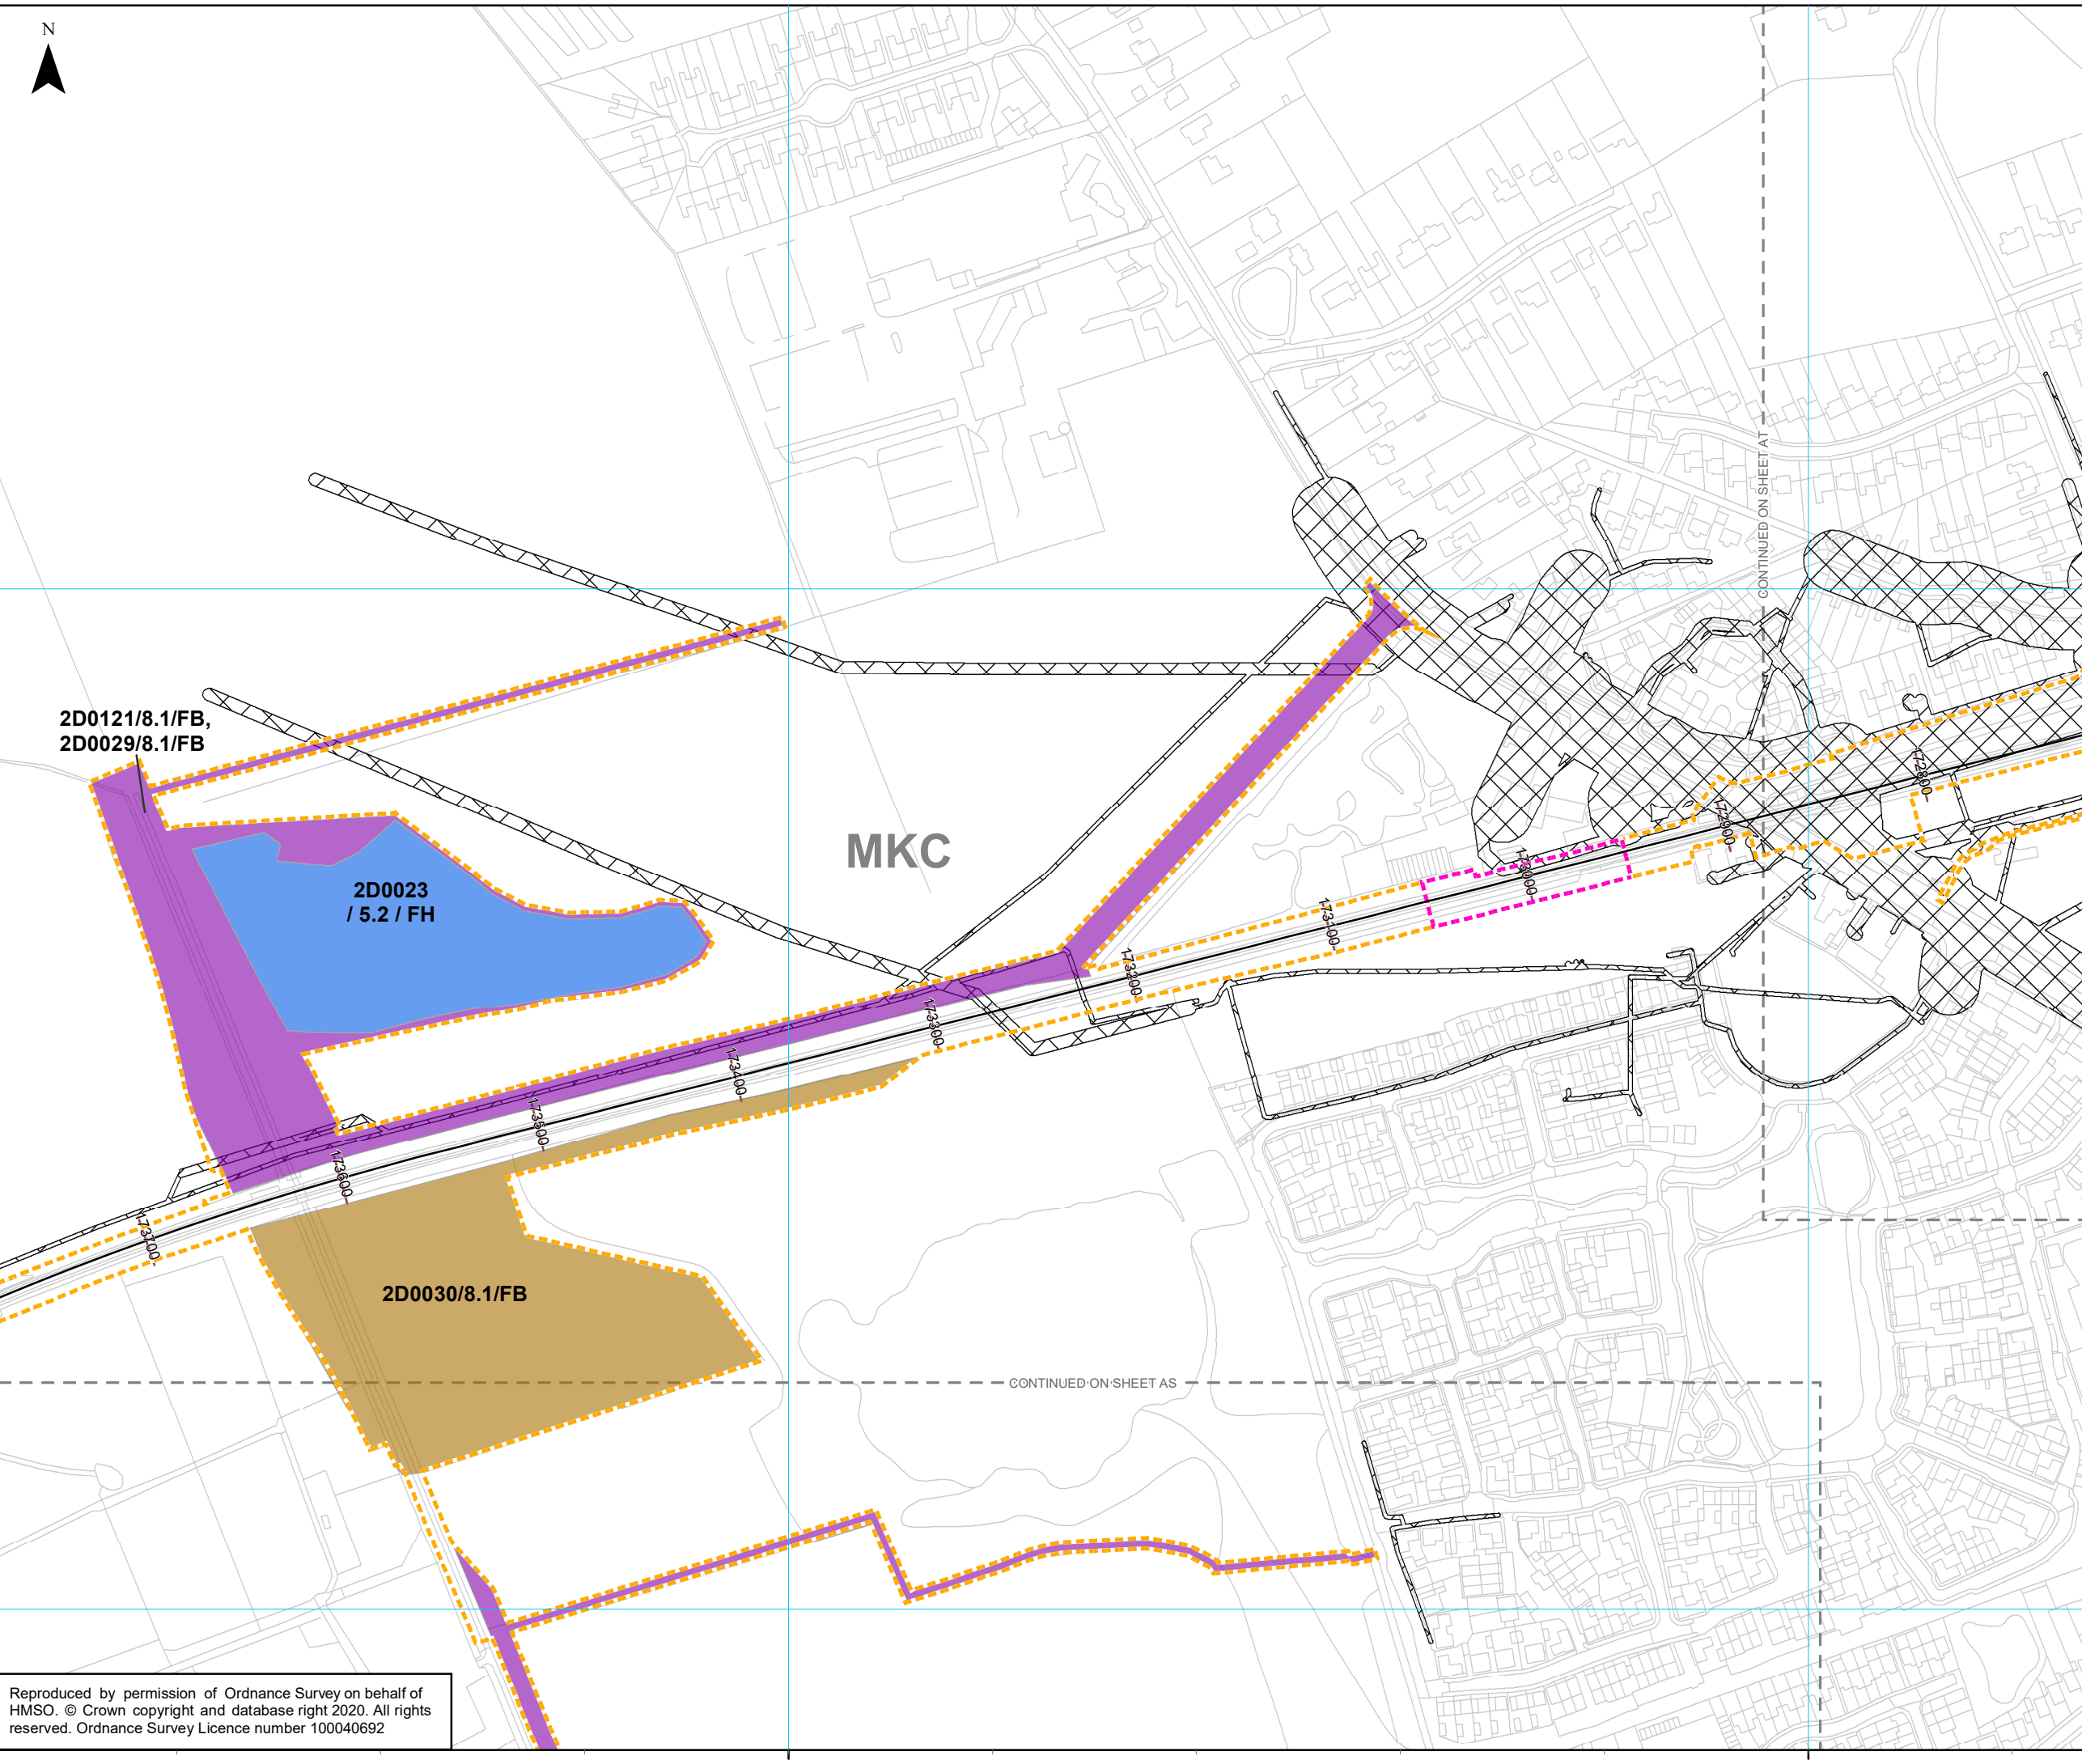 N
CONTINUED ON SHEET AT
2D0121/8.1/FB,
2D0029/8.1/FB
172800
172900
MKC
173000
2D0023
/ 5.2 / FH
173100
173200
173300
173400
173500
173600
173700
2D0030/8.1/FB
CONTINUED ON SHEET AS
Reproduced by permission of Ordnance Survey on behalf of
HMSO. © Crown copyright and database right 2020. All rights
reserved. Ordnance Survey Licence number 100040692